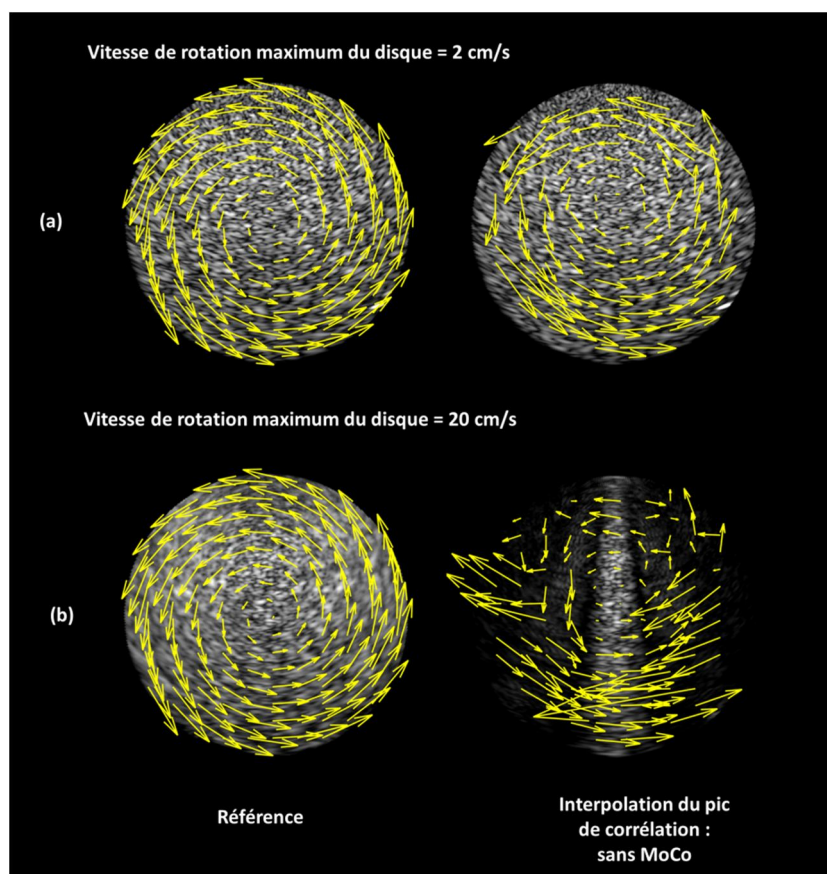 Vitesse de rotation maximum du disque = 2 cm/s
(a)
Vitesse de rotation maximum du disque = 20 cm/s
(b)
Référence
Interpolation du pic
de corrélation :
sans MoCo